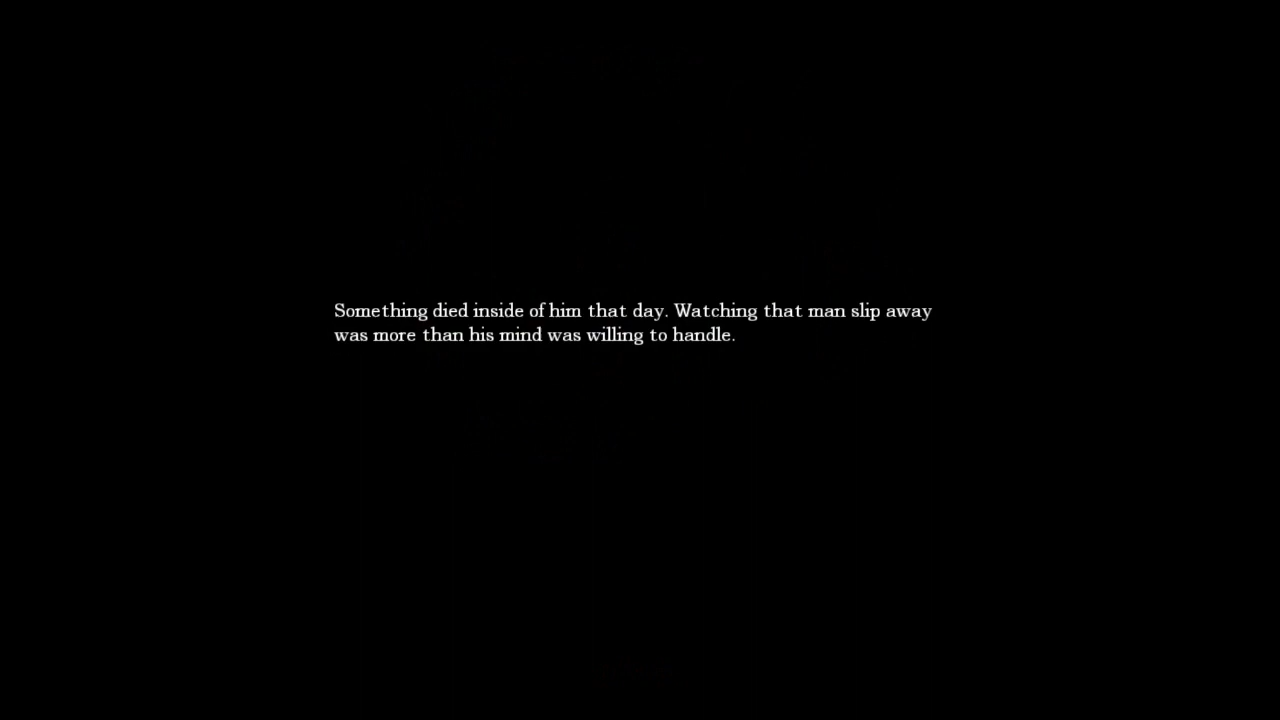 Something died inside of him that day. Watching that man slip away
was more than his mind was willing to handle.